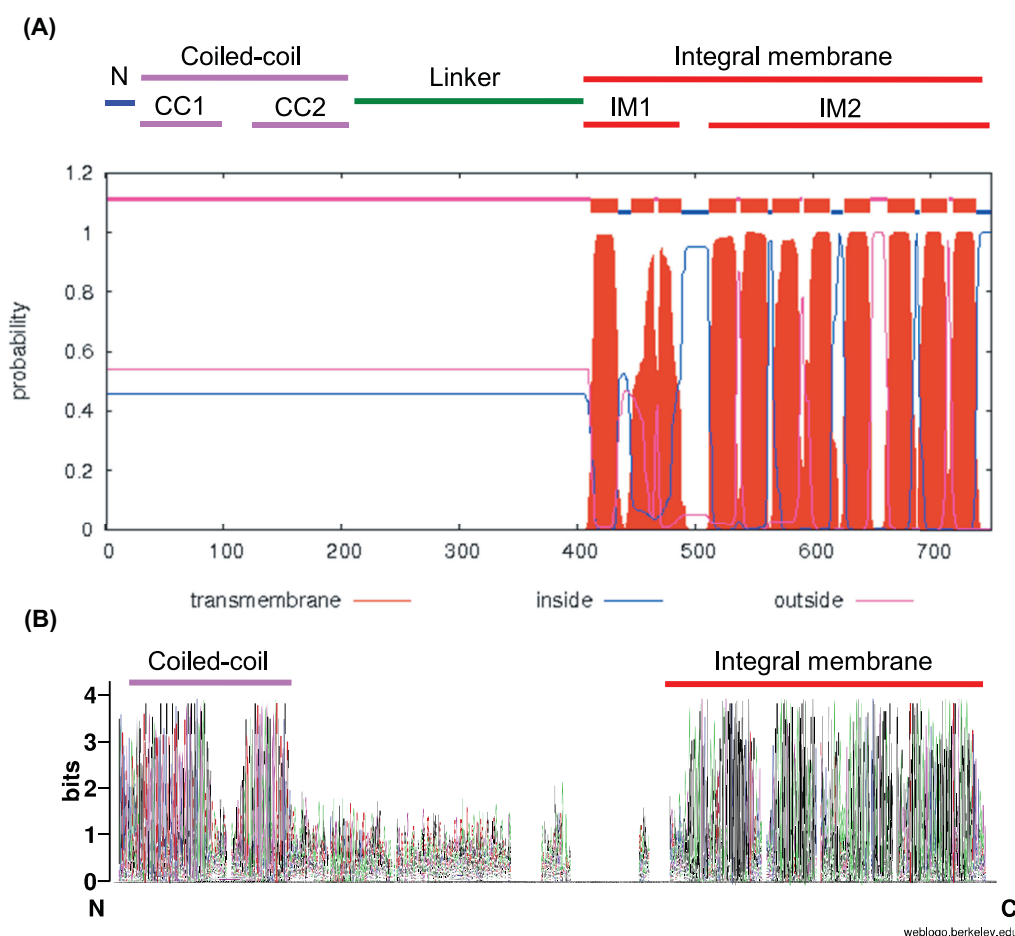 (A)
Coiled-coil
Integral membrane
N
Linker
CC1
CC2
IM1
IM2
1.2
1
0.8
0.6
0.4
0.2
0
probability
0 100 200 300 400 500 600 700
transmembrane inside outside
(B)
Coiled-coil
Integral membrane
4
3
2
1
0
bits
N
C
weblogo.berkeley.edu